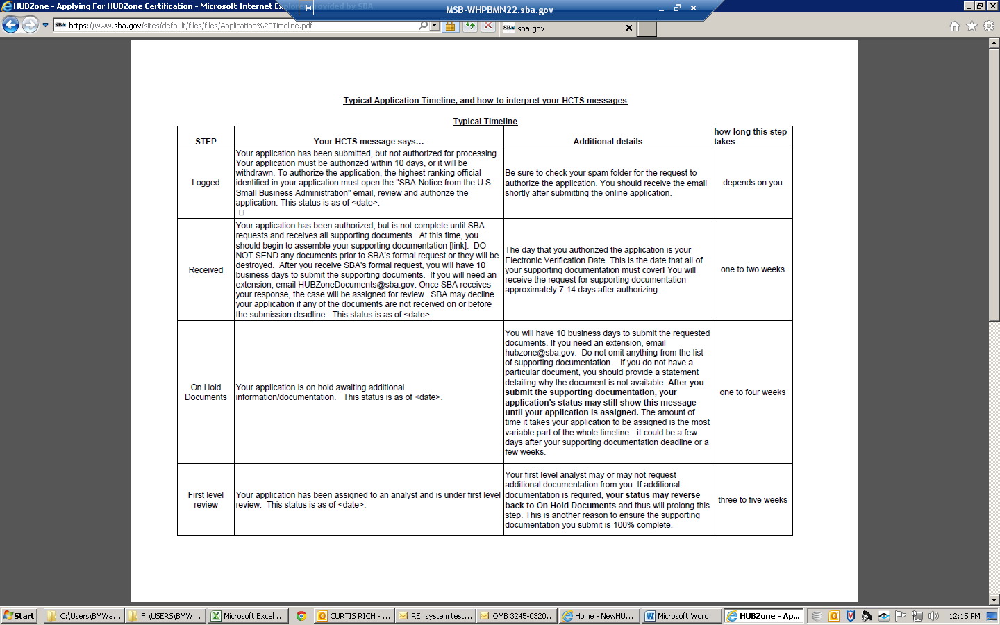 HUBZone - Applying For HUBZone Certification - Microsoft Internet Explorer provided by SBA
MSB-WHPBMN22.sba.gov
https://www.sba.gov/sites/default/files/files/Application%20Timeline.pdf
SBA sba.gov
Typical Application Timeline, and how to interpret your HCTS messages
Typical Timeline
STEP
Your HCTS message says...
Additional details
how long this step
takes
Logged
Your application has been submitted, but not authorized for processing.
Your application must be authorized within 10 days, or it will be
withdrawn. To authorize the application, the highest ranking official
identified in your application must open the "SBA-Notice from the U.S.
Small Business Administration" email, review and authorize the
application. This status is as of <date>.
Be sure to check your spam folder for the request to
authorize the application. You should receive the email
shortly after submitting the online application.
depends on you
Received
Your application has been authorized, but is not complete until SBA
requests and receives all supporting documents.  At this time, you
should begin to assemble your supporting documentation [link].  DO
NOT SEND any documents prior to SBA's formal request or they will be
destroyed.  After you receive SBA's formal request, you will have 10
business days to submit the supporting documents.  If you will need an
extension, email HUBZoneDocuments@sba.gov. Once SBA receives
your response, the case will be assigned for review.  SBA may decline
your application if any of the documents are not received on or before
the submission deadline.  This status is as of <date>.
The day that you authorized the application is your
Electronic Verification Date. This is the date that all of
your supporting documentation must cover! You will
receive the request for supporting documentation
approximately 7-14 days after authorizing.
one to two weeks
On Hold
Documents
Your application is on hold awaiting additional
information/documentation.   This status is as of <date>.
You will have 10 business days to submit the requested
documents. If you need an extension, email
hubzone@sba.gov.  Do not omit anything from the list
of supporting documentation -- if you do not have a
particular document, you should provide a statement
detailing why the document is not available. After you
submit the supporting documentation, your
application's status may still show this message
until your application is assigned. The amount of
time it takes your application to be assigned is the most
variable part of the whole timeline-- it could be a few
days after your supporting documentation deadline or a
few weeks.
one to four weeks
First level
review
Your application has been assigned to an analyst and is under first level
review.  This status is as of <date>.
Your first level analyst may or may not request
additional documentation from you. If additional
documentation is required, your status may reverse
back to On Hold Documents and thus will prolong this
step. This is another reason to ensure the supporting
documentation you submit is 100% complete.
three to five weeks
Start
C:\Users\BMWa...
F:\USERS\BMW...
Microsoft Excel ...
CURTIS RICH - ...
RE: system test...
OMB 3245-0320...
Home - NewHU...
Microsoft Word
HUBZone - Ap...
12:15 PM